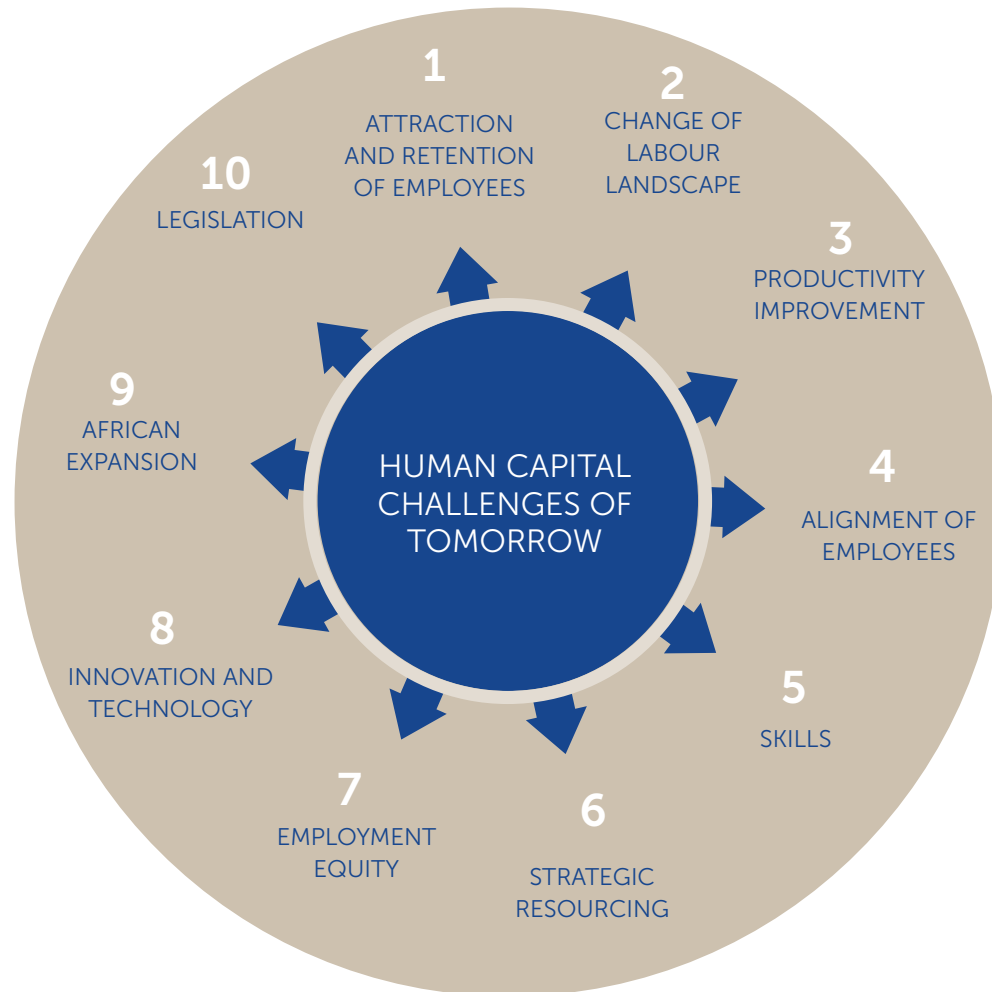 1
ATTRACTION
AND RETENTION
OF EMPLOYEES
2
CHANGE OF
LABOUR
LANDSCAPE
3
PRODUCTIVITY
IMPROVEMENT
4
ALIGNMENT OF
EMPLOYEES
5
SKILLS
6
STRATEGIC
RESOURCING
7
EMPLOYMENT
EQUITY
8
INNOVATION AND
TECHNOLOGY
9
AFRICAN
EXPANSION
10
LEGISLATION
HUMAN CAPITAL
CHALLENGES OF
TOMORROW